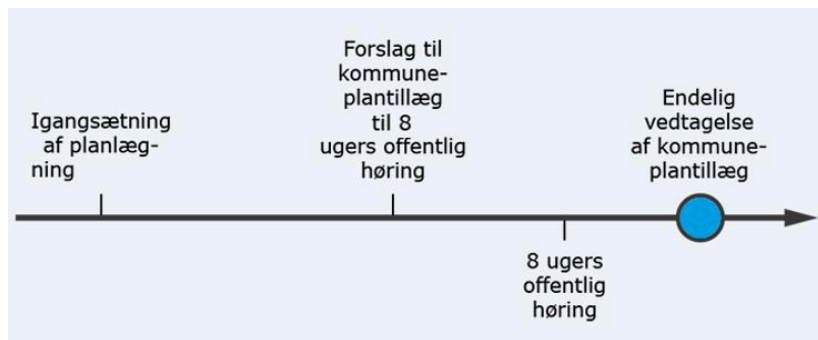 Igangsætning
af planlæg-
ning
Forslag til
kommune-
plantillæg
til 8
ugers offentlig
høring
8 ugers
offentlig
høring
Endelig
vedtagelse
af kommune-
plantillæg